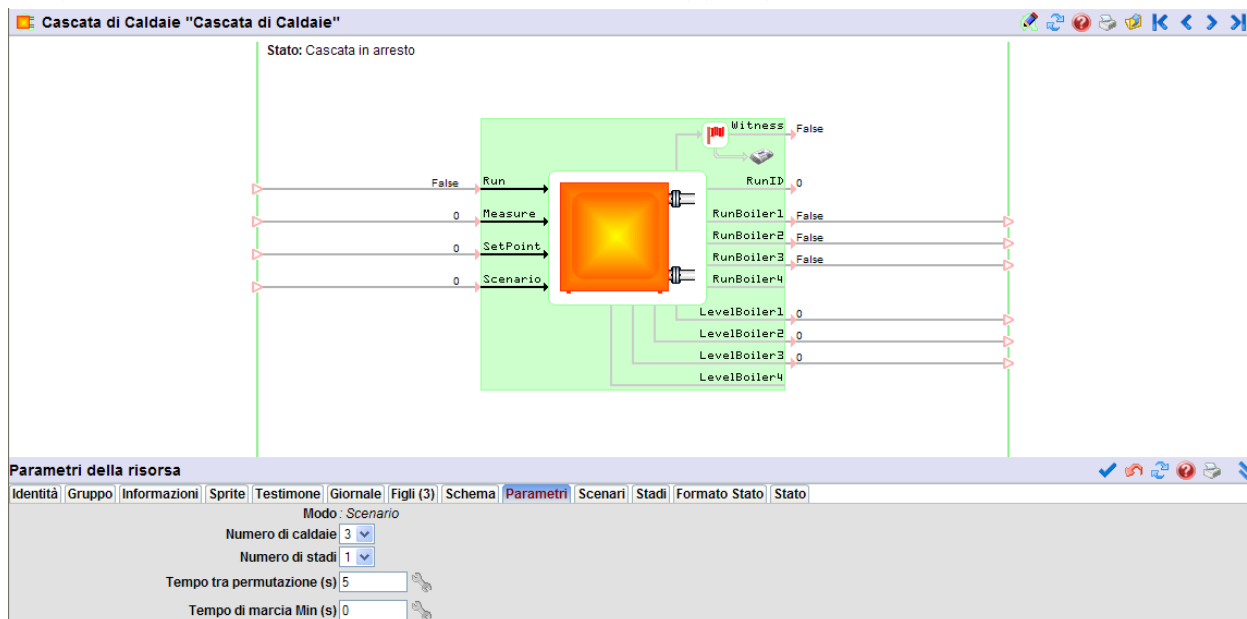 Cascata di Caldaie "Cascata di Caldaie"
Stato: Cascata in arresto
Witness False
False Run
RunID 0
0 Measure
RunBoiler1 False
RunBoiler2 False
0 SetPoint
RunBoiler3 False
0 Scenario
RunBoiler4
LevelBoiler1 0
LevelBoiler2 0
LevelBoiler3 0
LevelBoiler4
Parametri della risorsa
Identità Gruppo Informazioni Sprite Testimone Giornale Figli (3) Schema Parametri Scenari Stadi Formato Stato Stato
Modo : Scenario
Numero di caldaie 3
Numero di stadi 1
Tempo tra permutazione (s) 5
Tempo di marcia Min (s) 0